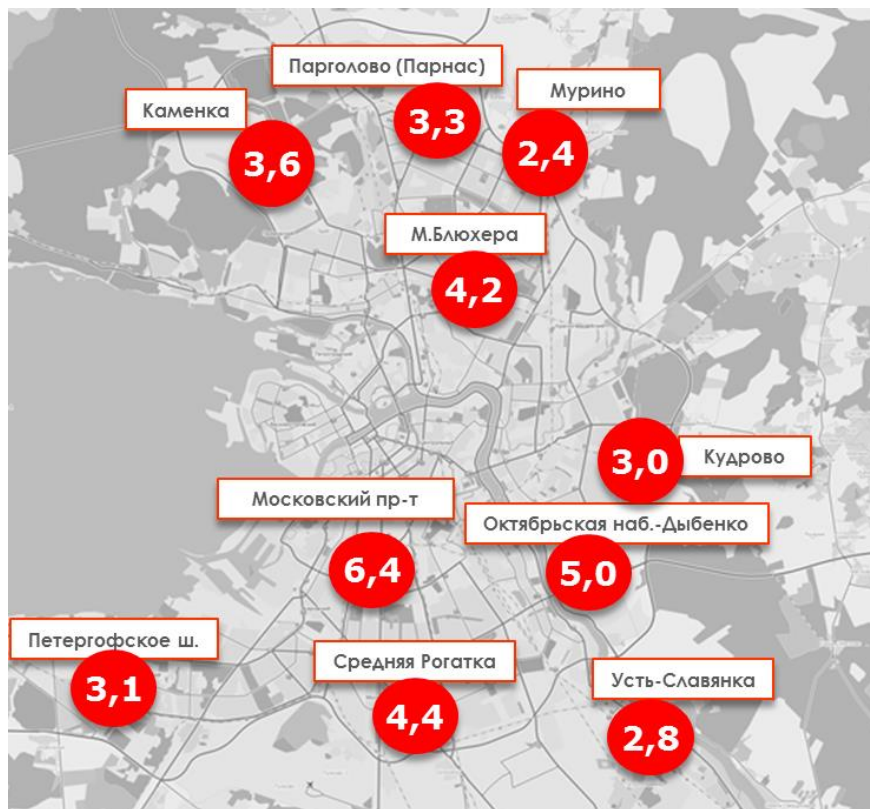 Парголово (Парнас)
3,3
Мурино
2,4
Каменка
3,6
М.Блюхера
4,2
3,0
Кудрово
Московский пр-т
6,4
Октябрьская наб.-Дыбенко
5,0
Петергофское ш.
3,1
Средняя Рогатка
4,4
Усть-Славянка
2,8